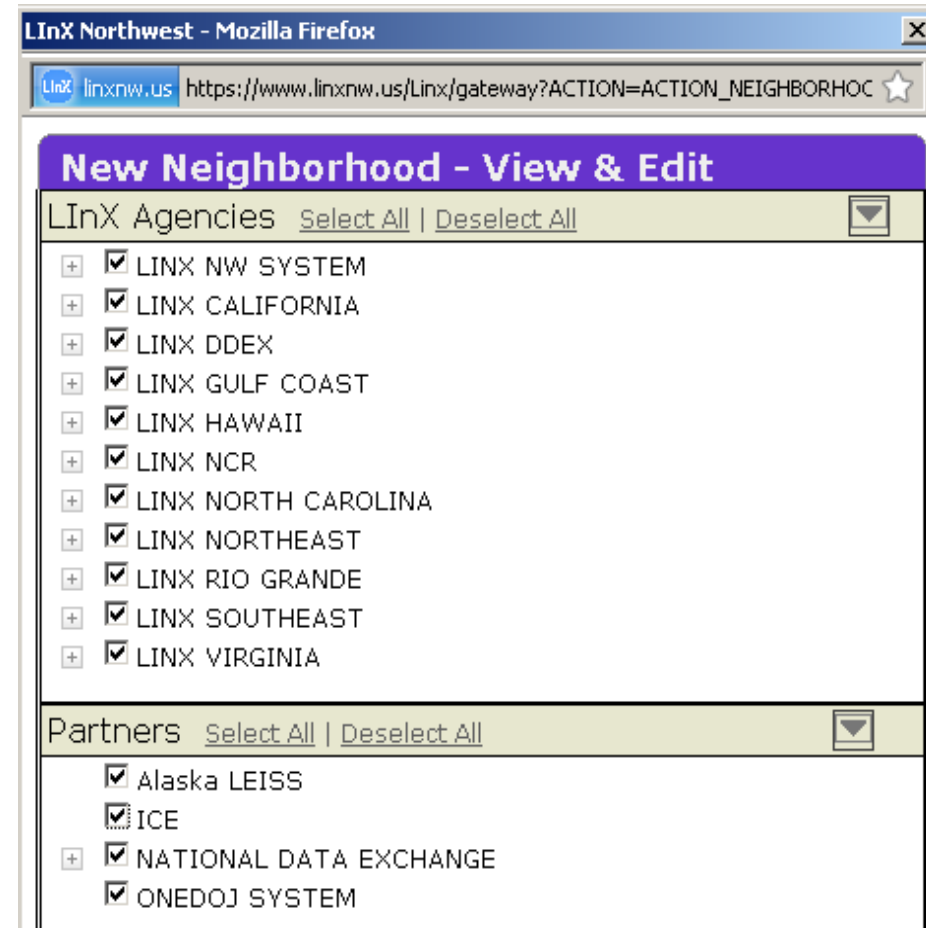 LInX Northwest - Mozilla Firefox
LInX linxnw.us https://www.linxnw.us/Linx/gateway?ACTION=ACTION_NEIGHBORHOC
New Neighborhood - View & Edit
LInX Agencies Select All | Deselect All
LINX NW SYSTEM
LINX CALIFORNIA
LINX DDEX
LINX GULF COAST
LINX HAWAII
LINX NCR
LINX NORTH CAROLINA
LINX NORTHEAST
LINX RIO GRANDE
LINX SOUTHEAST
LINX VIRGINIA
Partners Select All | Deselect All
Alaska LEISS
ICE
NATIONAL DATA EXCHANGE
ONEDOJ SYSTEM